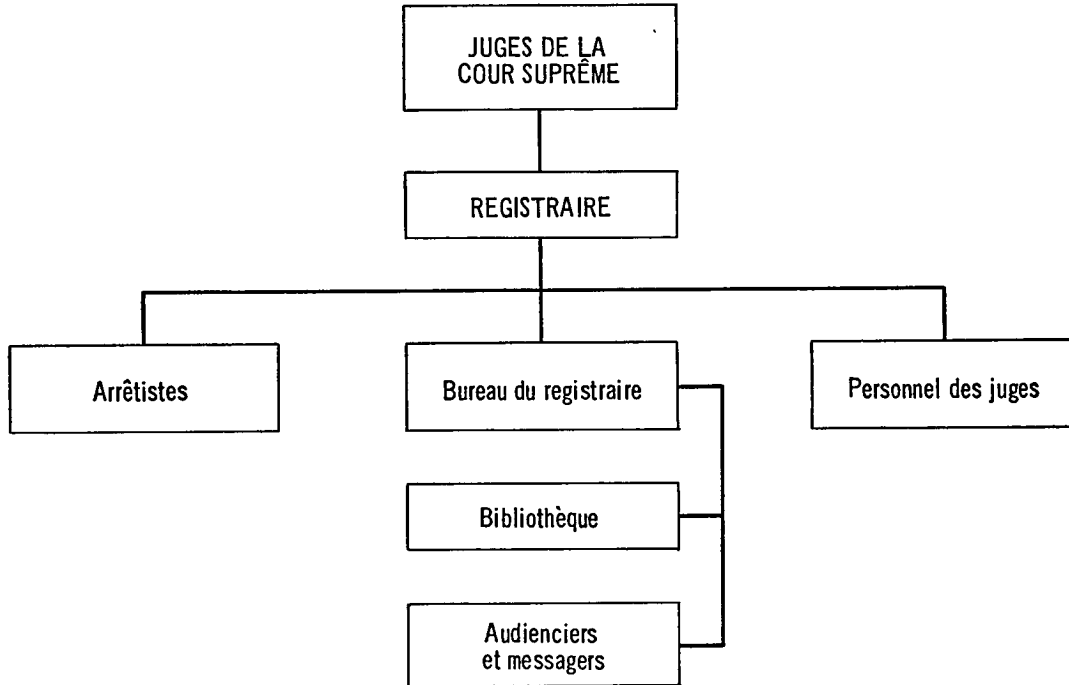 JUGES DE LA
COUR SUPRÊME
REGISTRAIRE
Arrêtistes
Bureau du registraire
Personnel des juges
Bibliothèque
Audienciers
et messagers